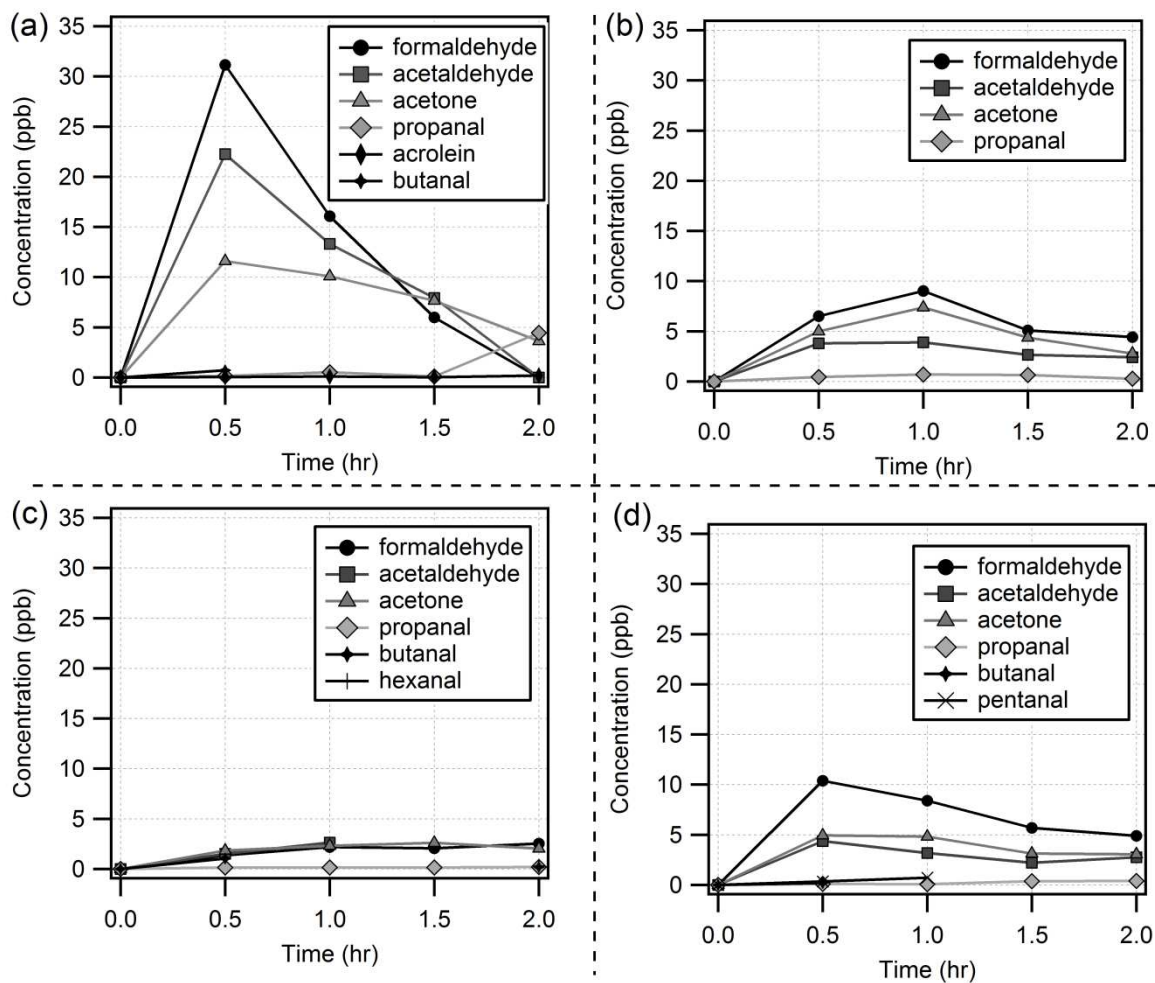 (a)
35
30
25
20
15
10
5
0
Concentration (ppb)
formaldehyde
acetaldehyde
acetone
propanal
acrolein
butanal
0.0 0.5 1.0 1.5 2.0
Time (hr)
(b)
35
30
25
20
15
10
5
0
Concentration (ppb)
formaldehyde
acetaldehyde
acetone
propanal
0.0 0.5 1.0 1.5 2.0
Time (hr)
(c)
35
30
25
20
15
10
5
0
Concentration (ppb)
formaldehyde
acetaldehyde
acetone
propanal
butanal
hexanal
0.0 0.5 1.0 1.5 2.0
Time (hr)
(d)
35
30
25
20
15
10
5
0
Concentration (ppb)
formaldehyde
acetaldehyde
acetone
propanal
butanal
pentanal
0.0 0.5 1.0 1.5 2.0
Time (hr)